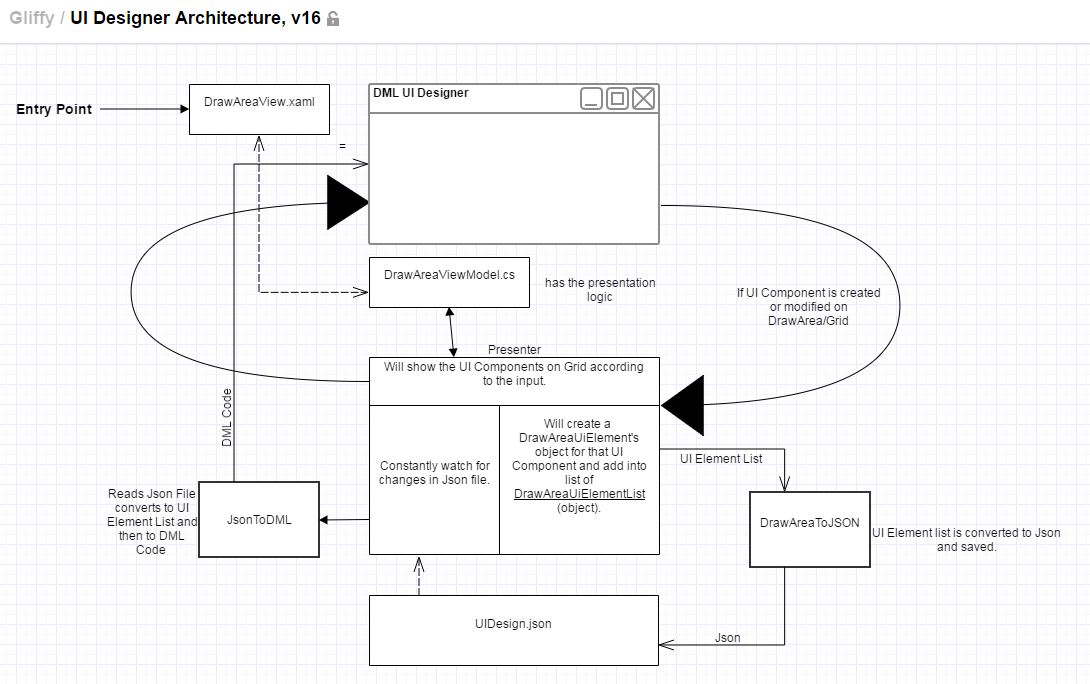 Gliffy / UI Designer Architecture, v16
Entry Point
DrawAreaView.xaml
DML UI Designer
=
DrawAreaViewModel.cs
has the presentation
logic
If UI Component is created
or modified on
DrawArea/Grid
Presenter
Will show the UI Components on Grid according
to the input.
DML Code
Constantly watch for
changes in Json file.
Will create a
DrawAreaUiElement's
object for that UI
Component and add into
list of
DrawAreaUiElementList
(object).
UI Element List
Reads Json File
converts to UI
Element List and
then to DML
Code
JsonToDML
DrawAreaToJSON
UI Element list is converted to Json
and saved.
UIDesign.json
Json